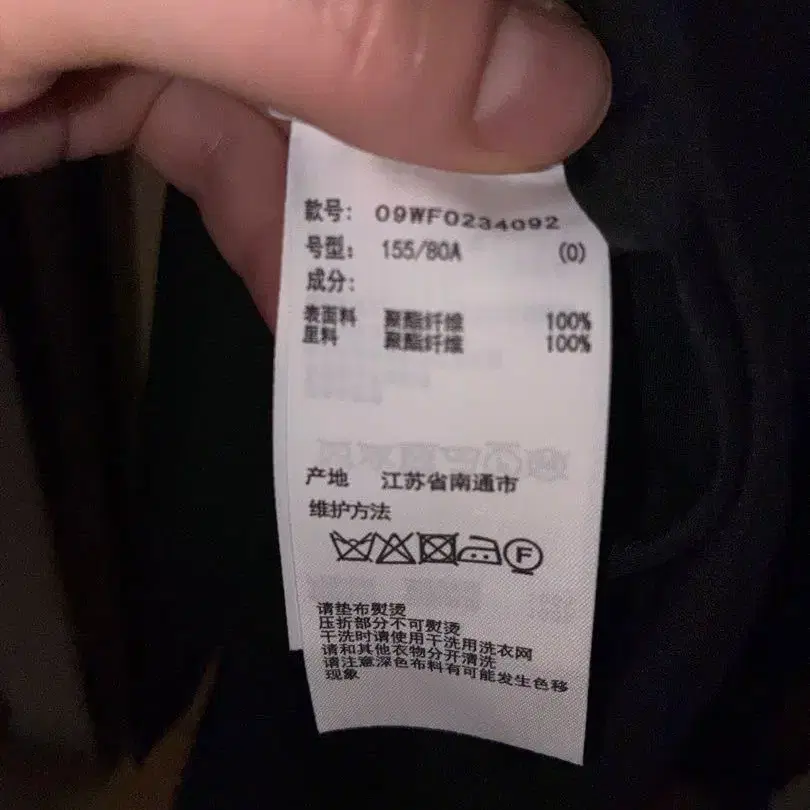 款号: 09WF0234092
号型: 155/80A (0)
成分:
表面料 聚酯纤维 100%
里料 聚酯纤维 100%
产地 江苏省南通市
维护方法
F
请垫布熨烫
压折部分不可熨烫
干洗时请使用干洗用洗衣网
请和其他衣物分开清洗
请注意深色布料有可能发生色移
现象